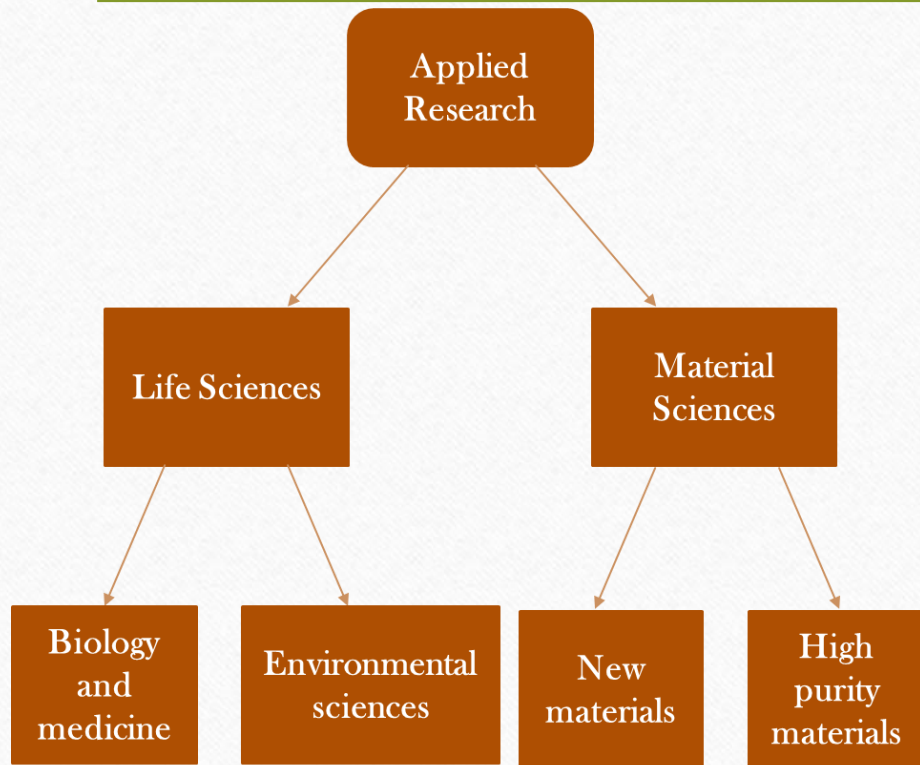 Applied
Research
Life Sciences
Material
Sciences
Biology
and
medicine
Environmental
sciences
New
materials
High
purity
materials